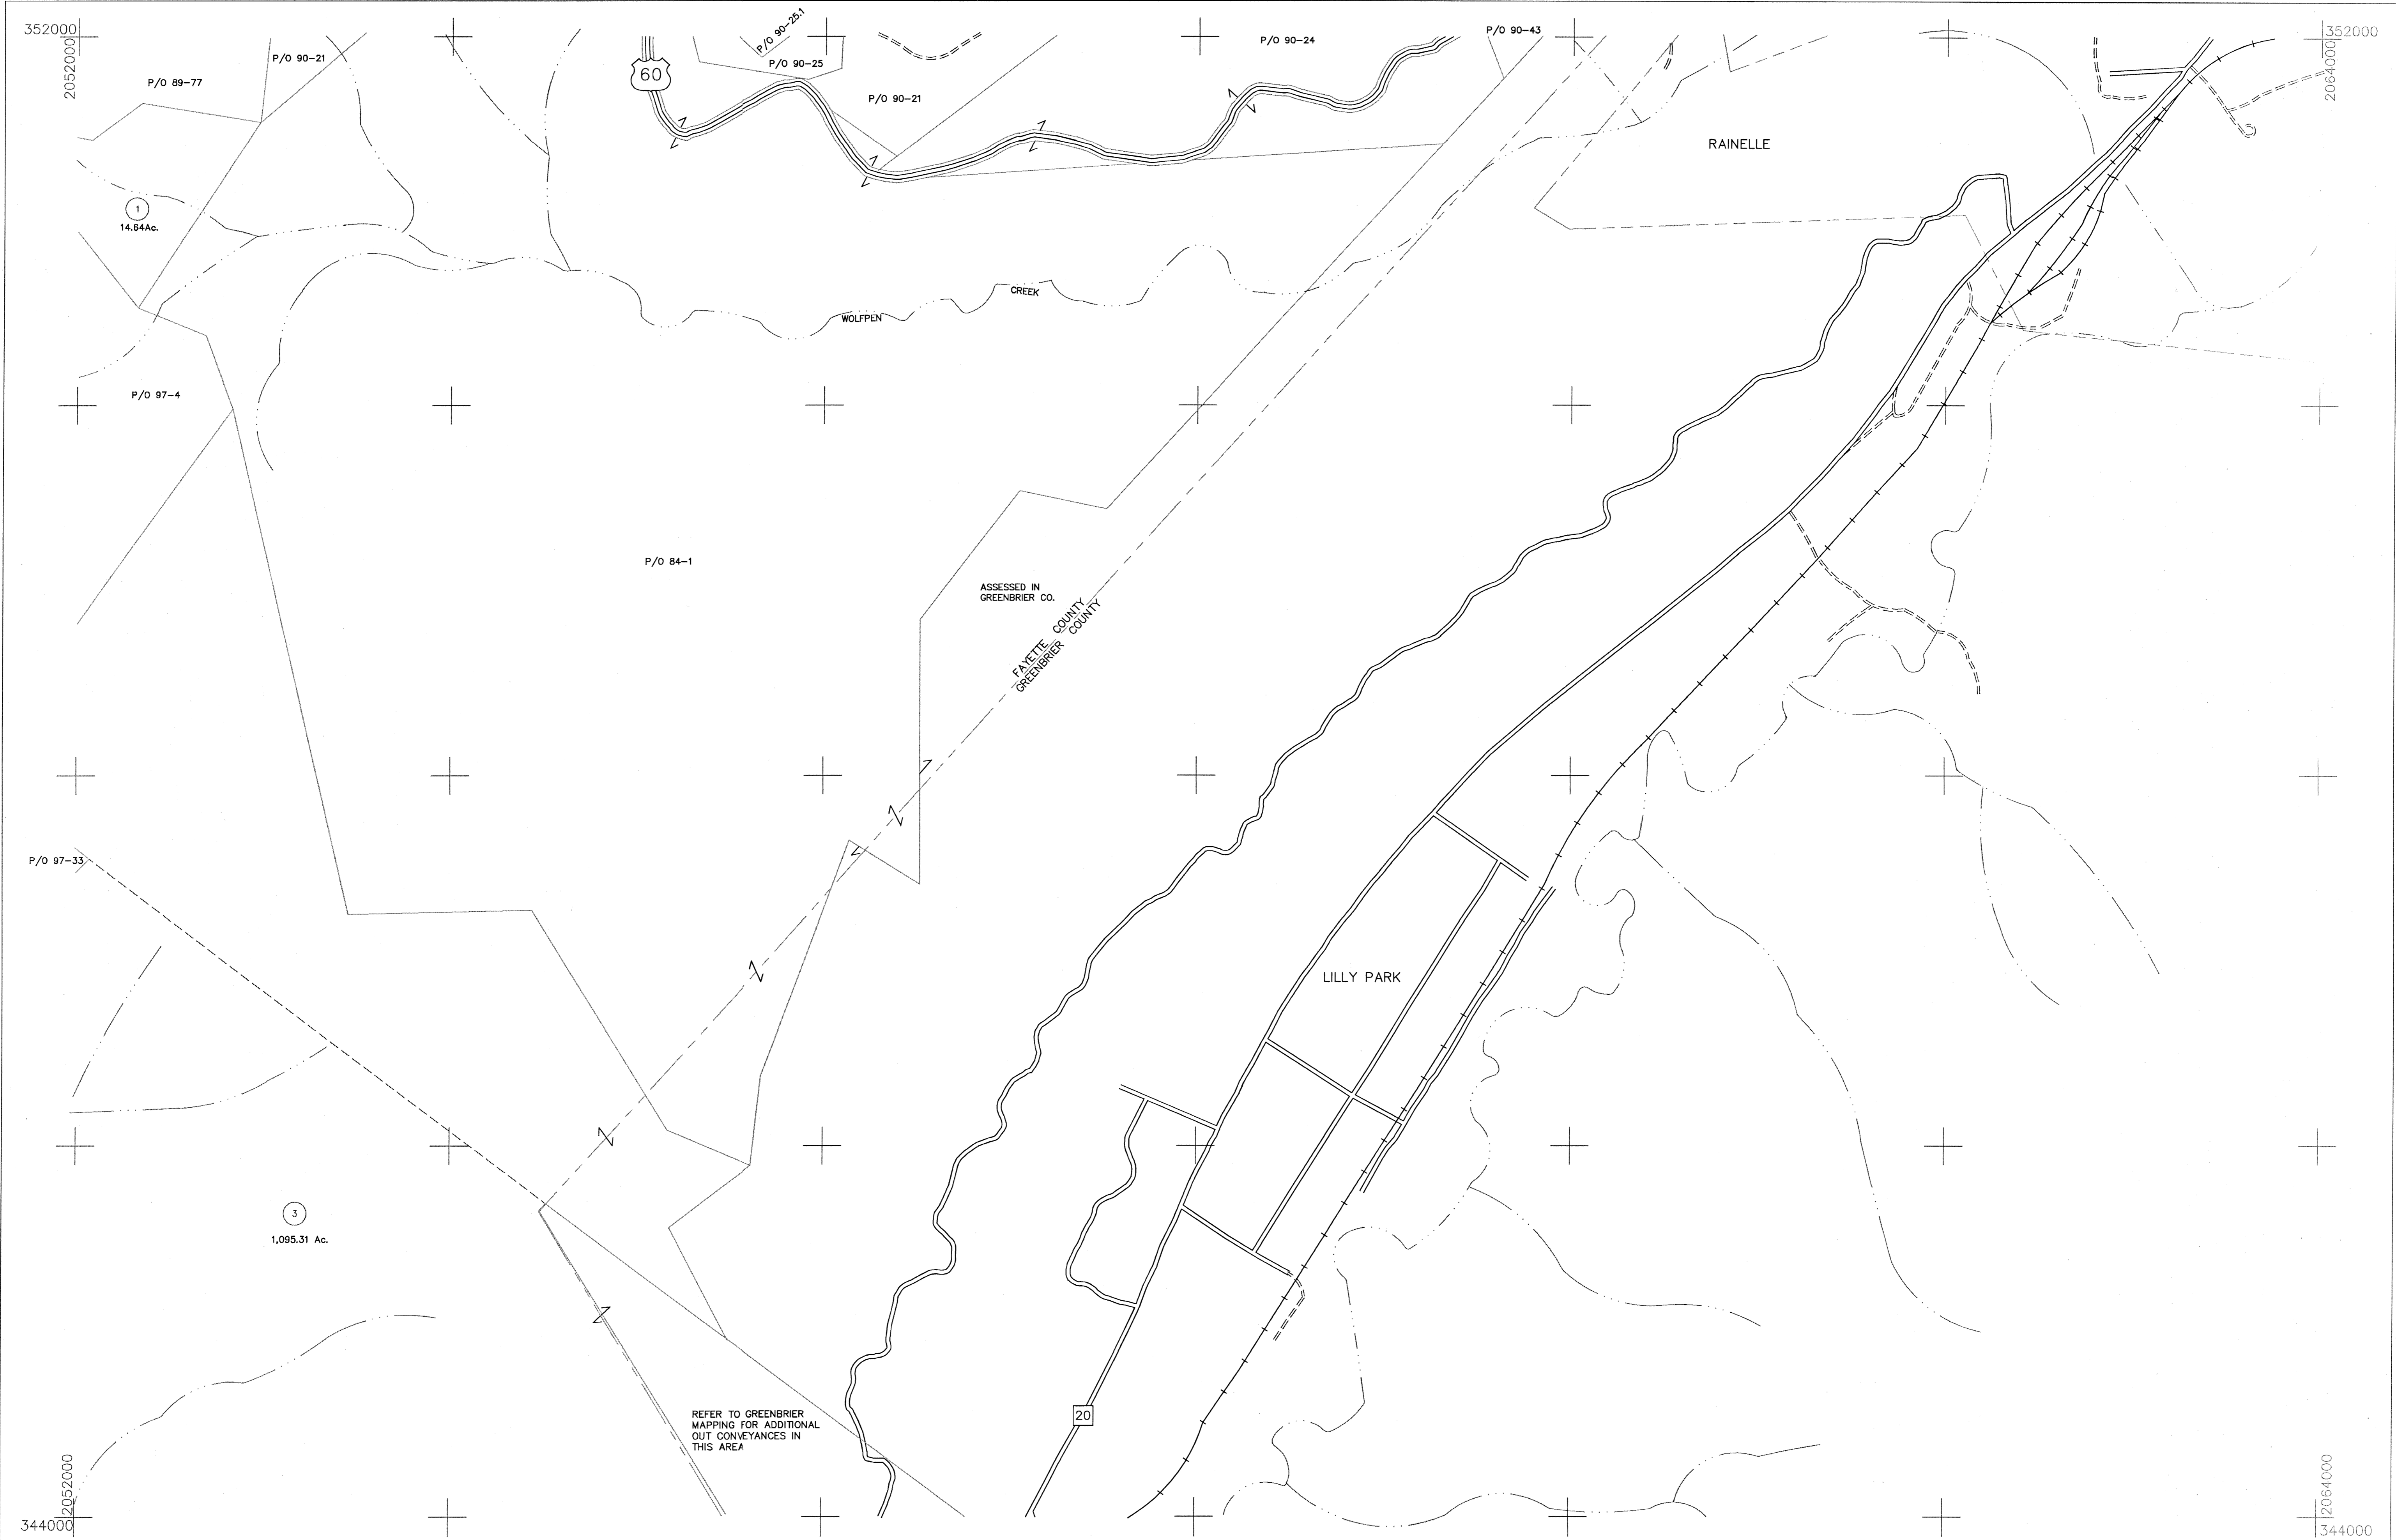 352000
2052000
P/O 89-77
P/O 90-21
60
P/O 90-25.1
P/O 90-25
P/O 90-21
P/O 90-24
P/O 90-43
352000
2064000
RAINELLE
1
14.64Ac.
WOLFPEN
CREEK
P/O 97-4
P/O 84-1
ASSESSED IN
GREENBRIER CO.
FAYETTE COUNTY
GREENBRIER COUNTY
P/O 97-33
LILLY PARK
3
1,095.31 Ac.
REFER TO GREENBRIER
MAPPING FOR ADDITIONAL
OUT CONVEYANCES IN
THIS AREA
20
2052000
344000
2064000
344000